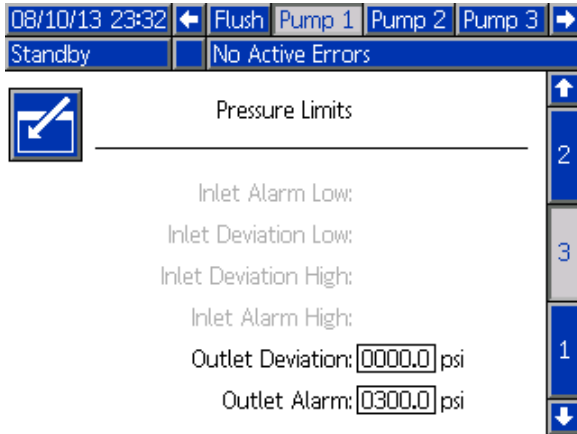 08/10/13 23:32 Flush Pump 1 Pump 2 Pump 3
Standby No Active Errors
Pressure Limits
2
Inlet Alarm Low:
Inlet Deviation Low:
3
Inlet Deviation High:
Inlet Alarm High:
Outlet Deviation: 0000.0 psi
1
Outlet Alarm: 0300.0 psi